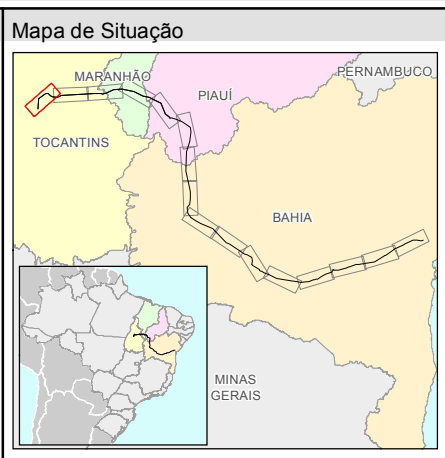 Mapa de Situação
MARANHÃO
PERNAMBUCO
PIAUÍ
TOCANTINS
BAHIA
MINAS
GERAIS